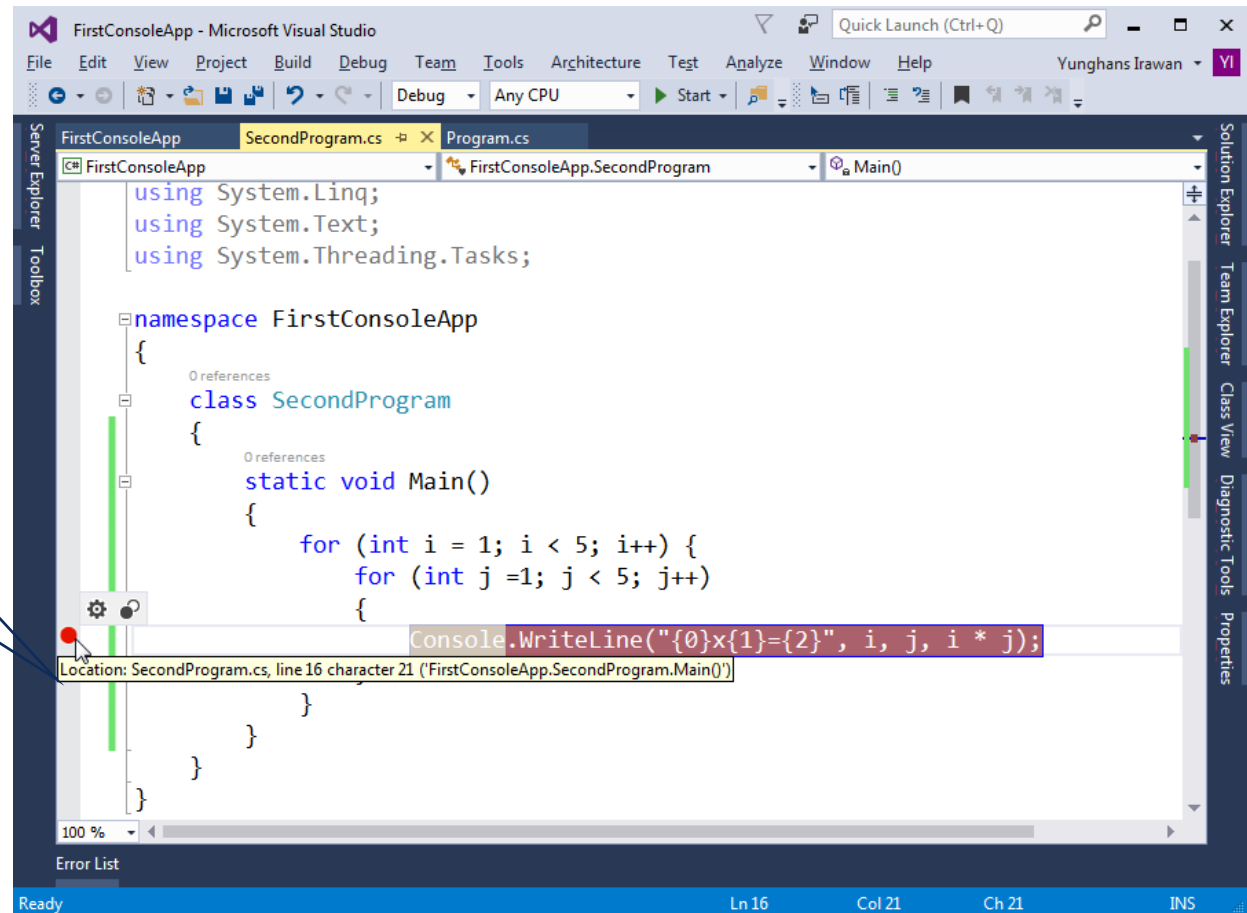 FirstConsoleApp - Microsoft Visual Studio
Quick Launch (Ctrl+Q)
File Edit View Project Build Debug Team Tools Architecture Test Analyze Window Help Yunghans Irawan YI
Debug Any CPU Start
Server Explorer
Toolbox
FirstConsoleApp SecondProgram.cs Program.cs
C# FirstConsoleApp FirstConsoleApp.SecondProgram Main()
using System.Linq;
using System.Text;
using System.Threading.Tasks;
namespace FirstConsoleApp
{
0 references
class SecondProgram
{
0 references
static void Main()
{
for (int i = 1; i < 5; i++) {
for (int j =1; j < 5; j++)
{
Console.WriteLine("{0}x{1}={2}", i, j, i * j);
Location: SecondProgram.cs, line 16 character 21 ('FirstConsoleApp.SecondProgram.Main()')
}
}
}
}
100 %
Solution Explorer
Team Explorer
Class View
Diagnostic Tools
Properties
Error List
Ready Ln 16 Col 21 Ch 21 INS